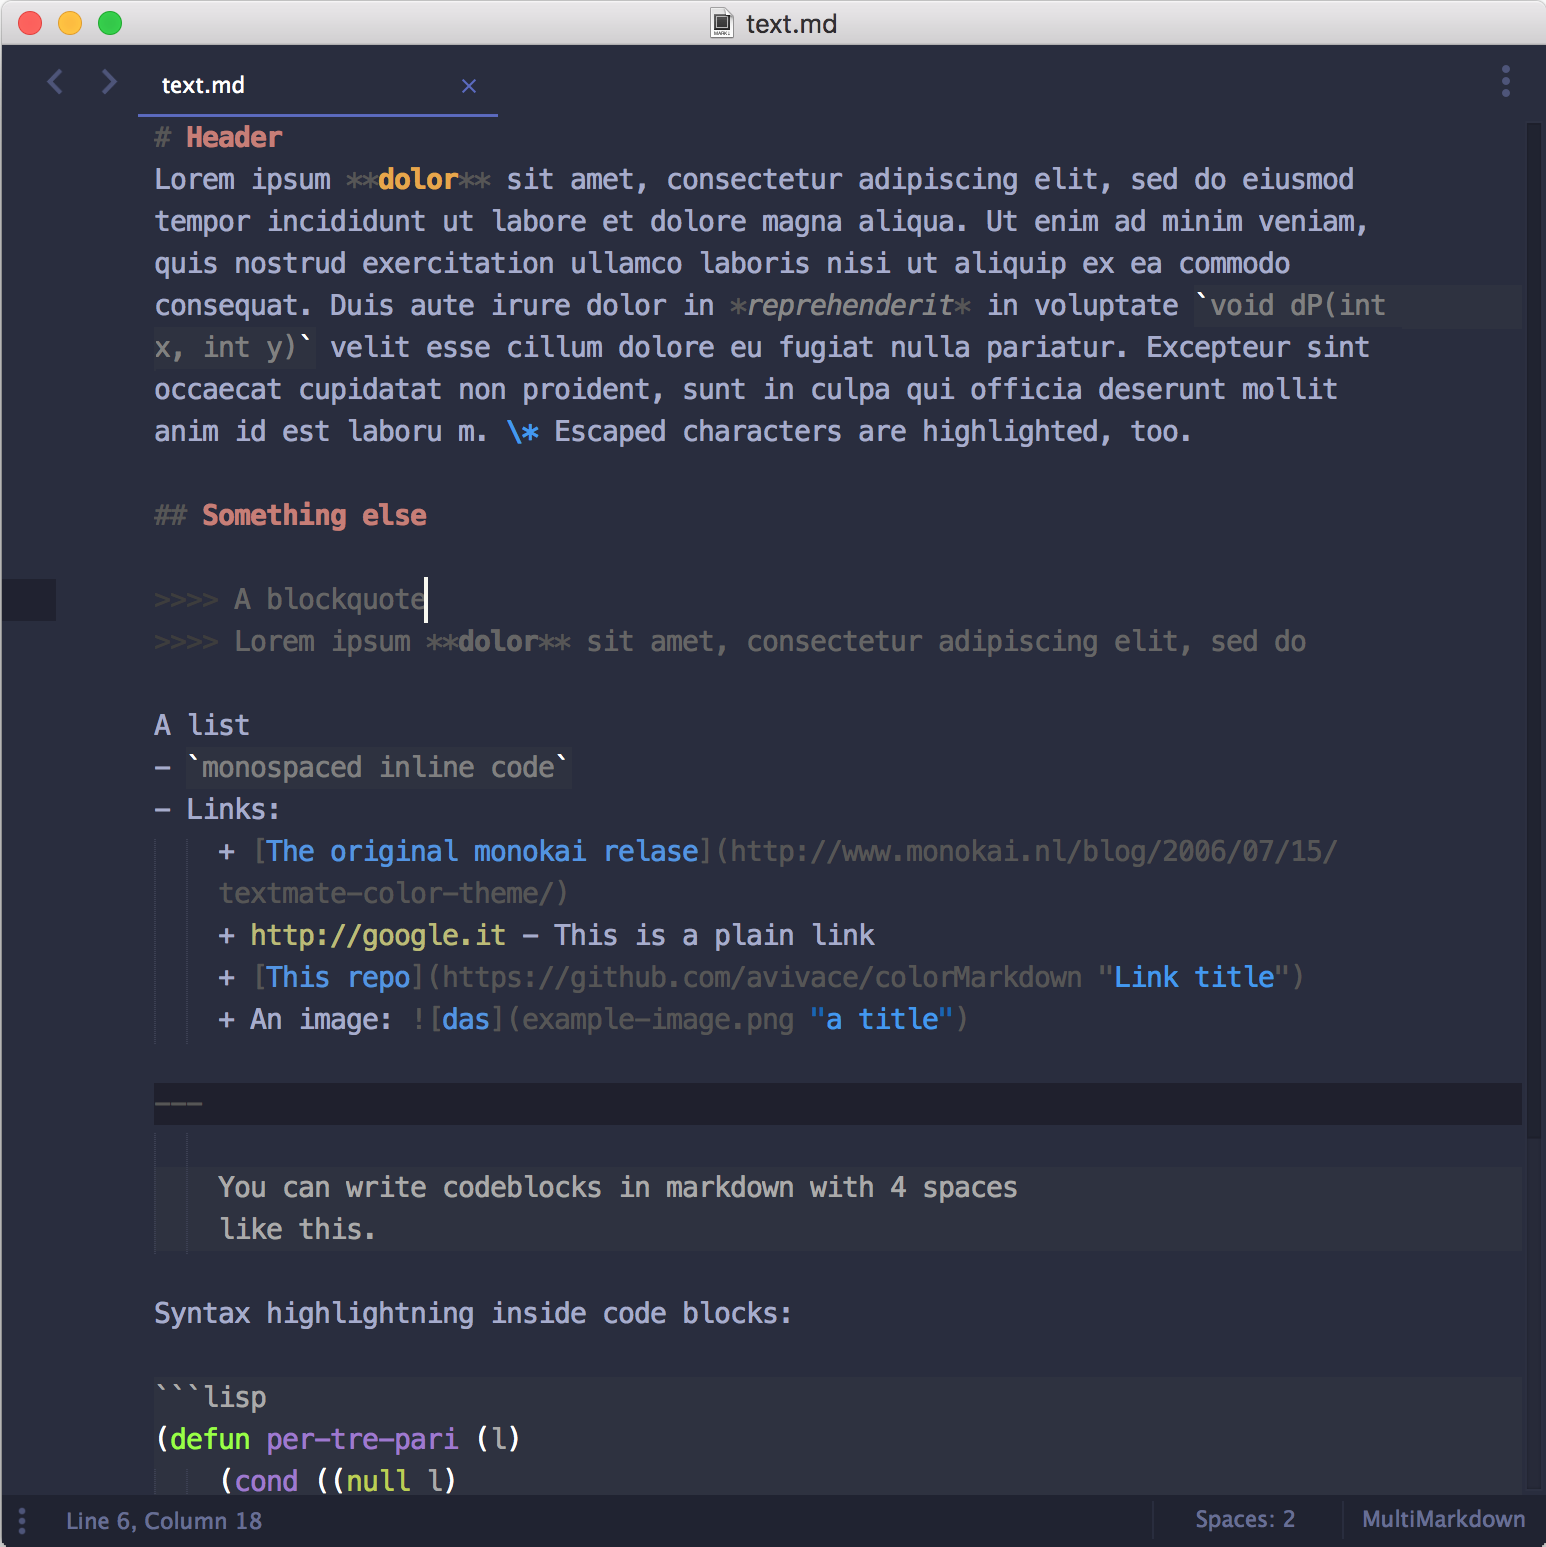 text.md
text.md ×
# Header
Lorem ipsum **dolor** sit amet, consectetur adipiscing elit, sed do eiusmod
tempor incididunt ut labore et dolore magna aliqua. Ut enim ad minim veniam,
quis nostrud exercitation ullamco laboris nisi ut aliquip ex ea commodo
consequat. Duis aute irure dolor in *reprehenderit* in voluptate `void dP(int
x, int y)` velit esse cillum dolore eu fugiat nulla pariatur. Excepteur sint
occaecat cupidatat non proident, sunt in culpa qui officia deserunt mollit
anim id est laboru m. \* Escaped characters are highlighted, too.
## Something else
>>>> A blockquote
>>>> Lorem ipsum **dolor** sit amet, consectetur adipiscing elit, sed do
A list
- `monospaced inline code`
- Links:
    + [The original monokai relase](http://www.monokai.nl/blog/2006/07/15/
    textmate-color-theme/)
    + http://google.it - This is a plain link
    + [This repo](https://github.com/avivace/colorMarkdown "Link title")
    + An image: ![das](example-image.png "a title")
---
    You can write codeblocks in markdown with 4 spaces
    like this.
Syntax highlightning inside code blocks:
```lisp
(defun per-tre-pari (l)
    (cond ((null l)
Line 6, Column 18
Spaces: 2
MultiMarkdown